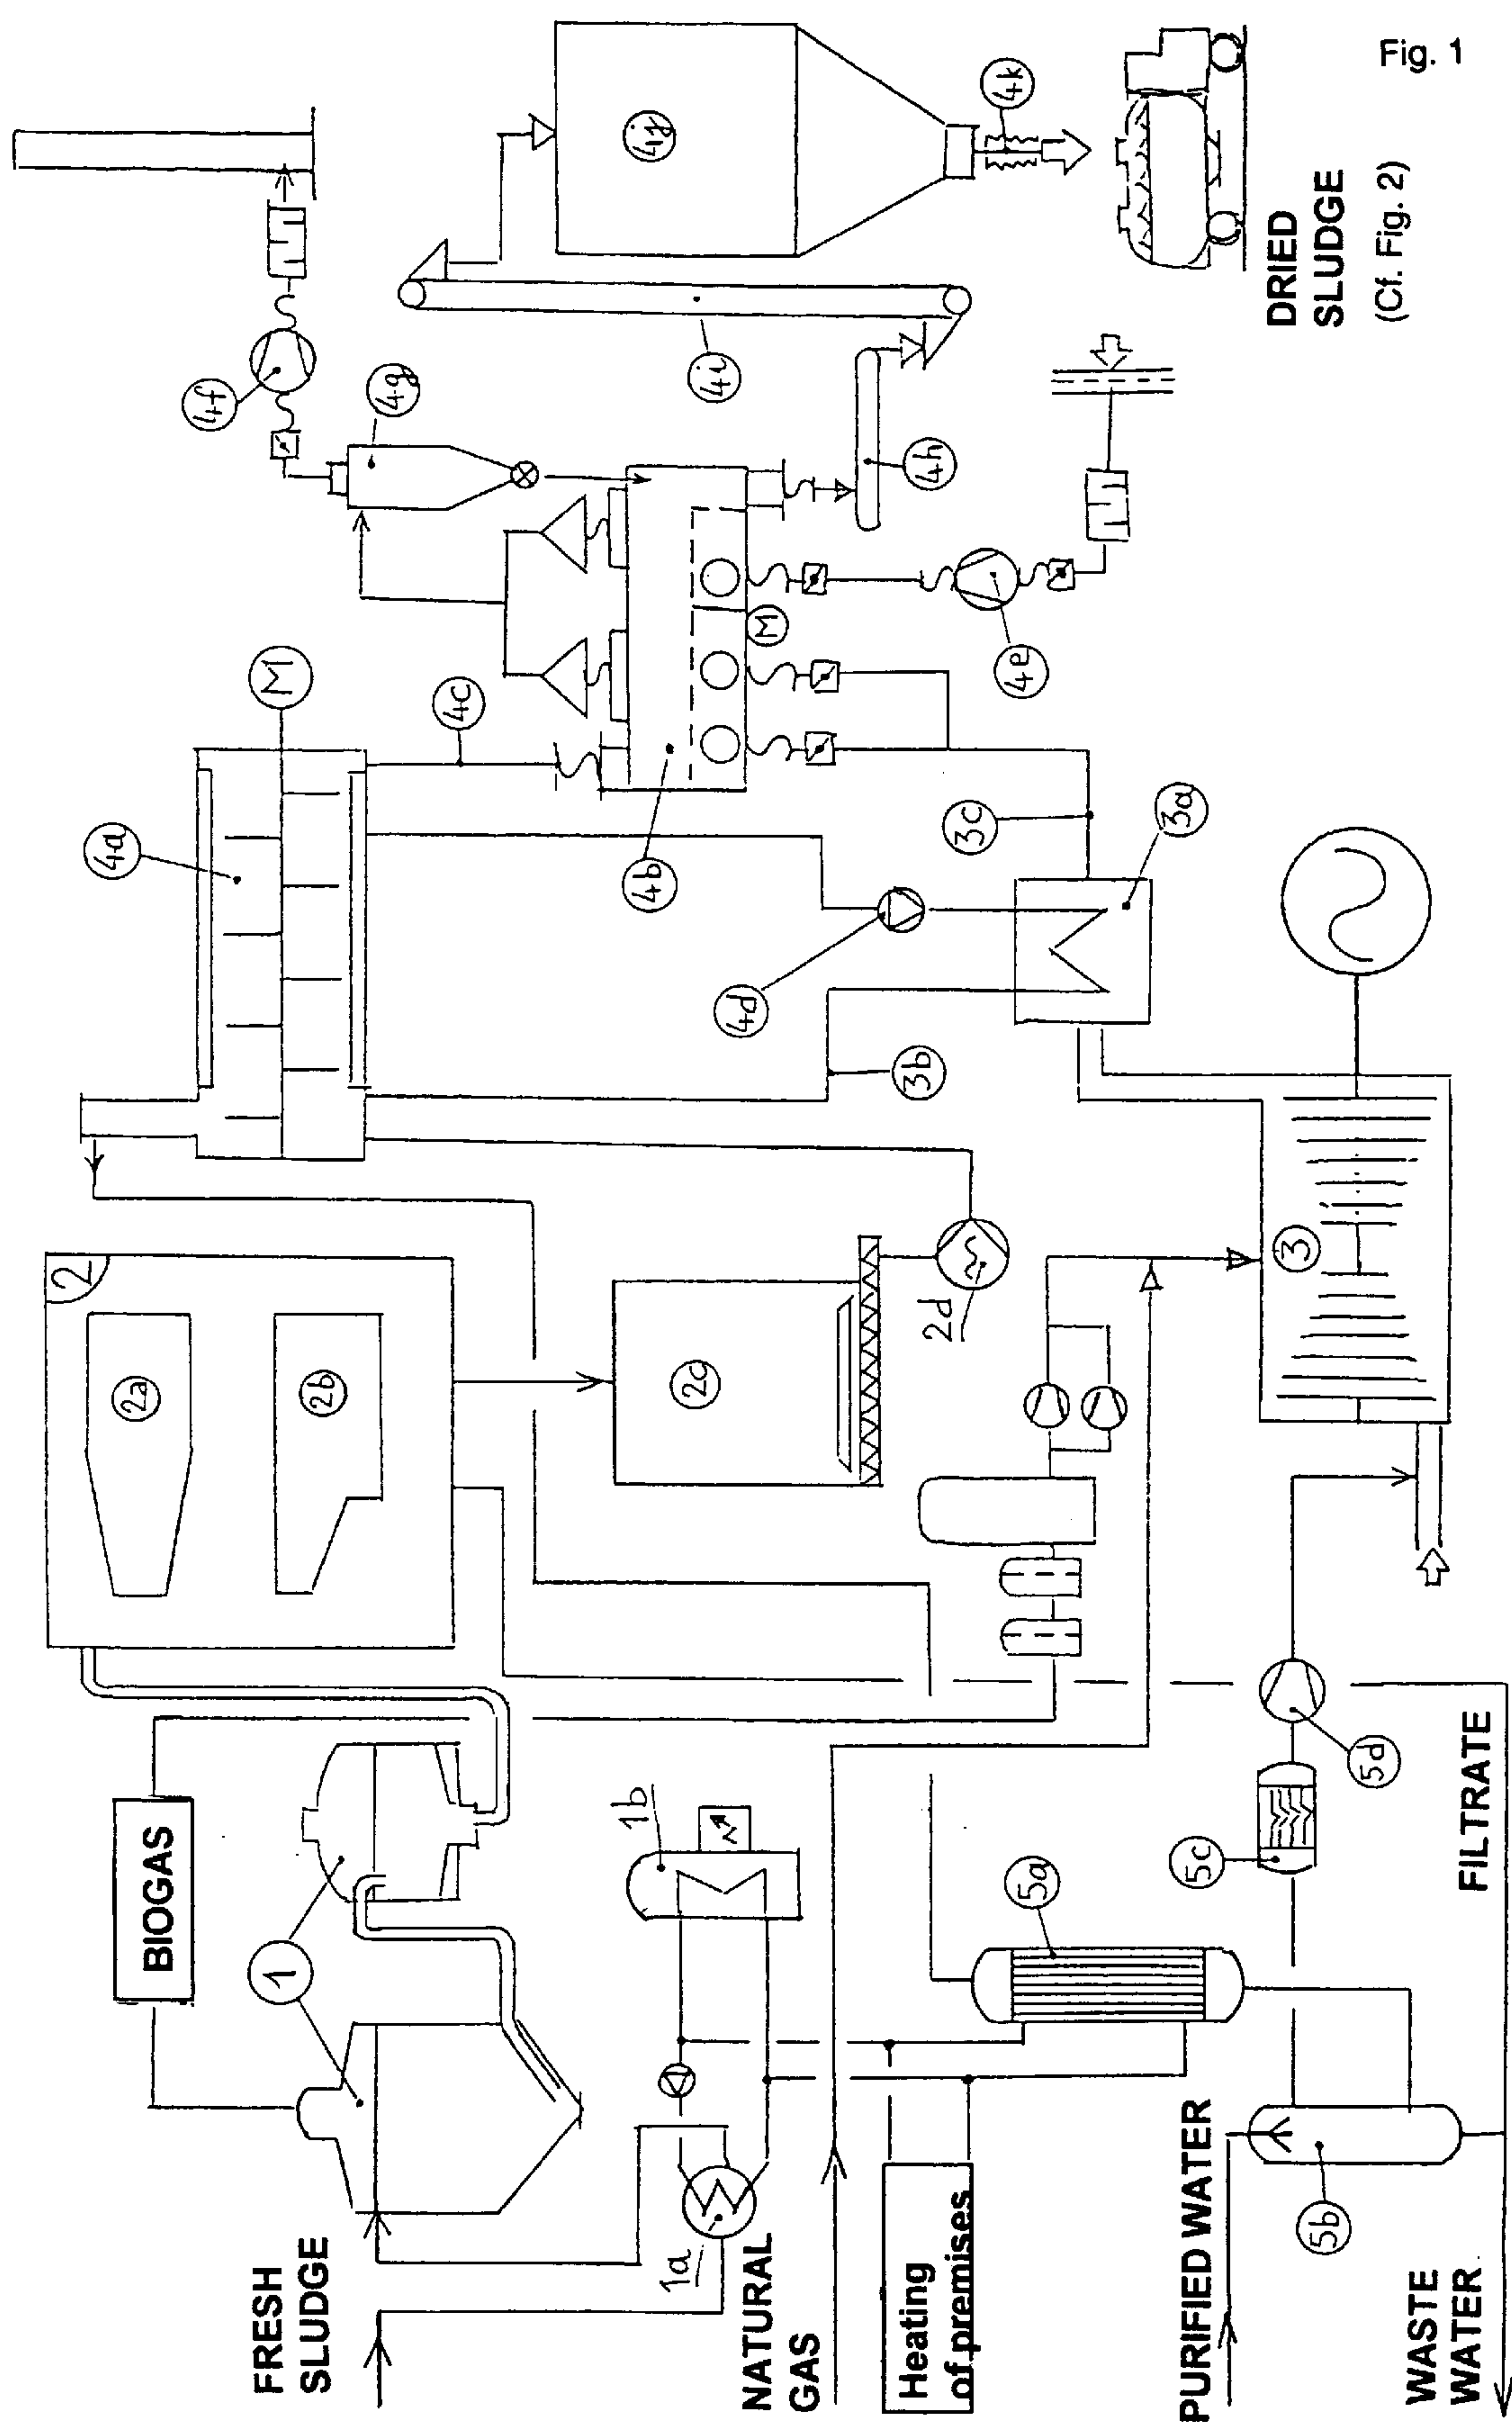 Fig. 1
BIOGAS
FRESH
SLUDGE
NATURAL
GAS
Heating
of premises
PURIFIED WATER
WASTE
WATER
FILTRATE
DRIED
SLUDGE
(Cf. Fig. 2)
1
1a
1b
2
2a
2b
2c
2d
3
3a
3b
3c
4a
4b
4c
4d
4e
4f
4g
4h
4i
4j
4k
5a
5b
5c
5d
M
M